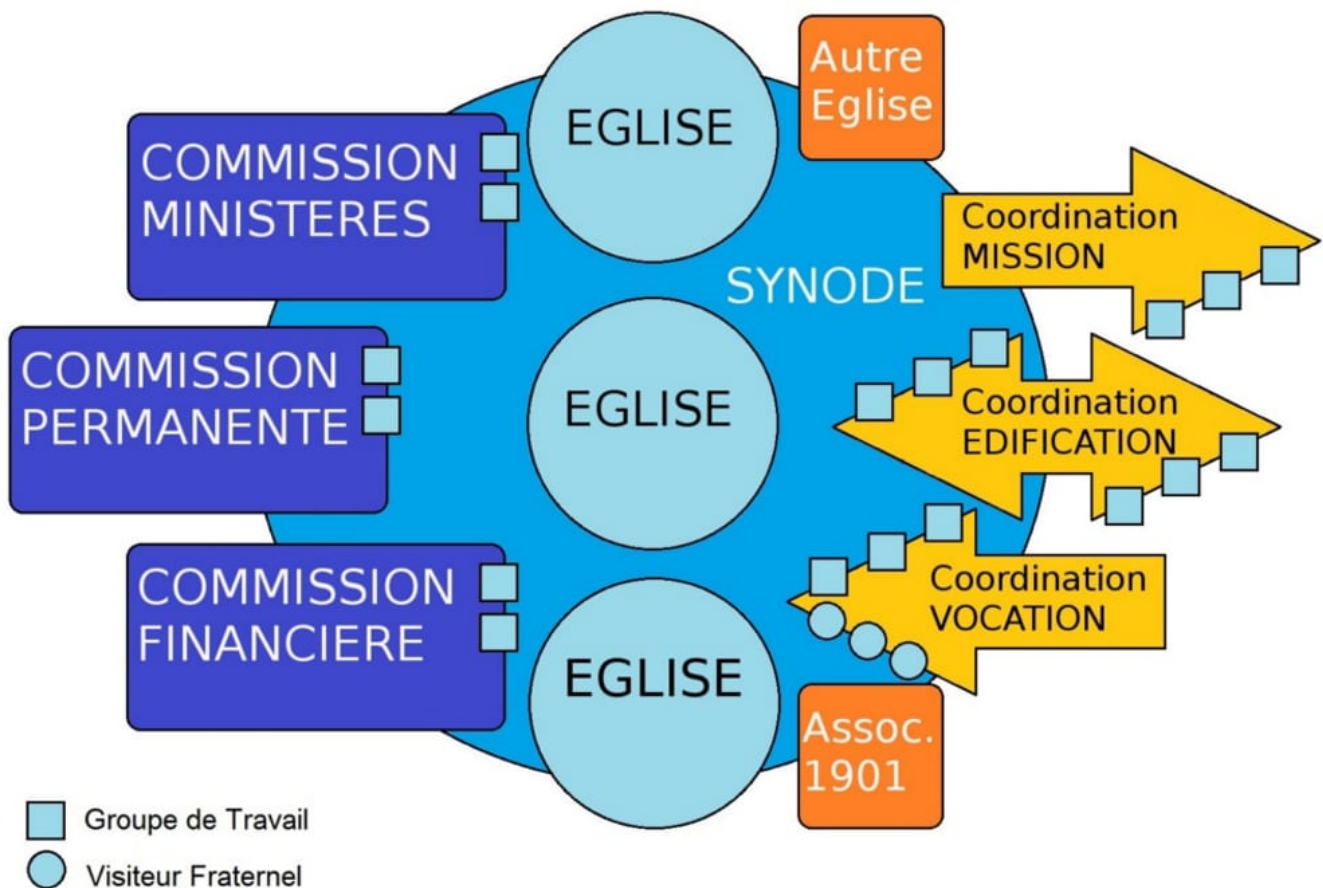 EGLISE
Autre
Eglise
COMMISSION
MINISTERES
Coordination
MISSION
SYNODE
COMMISSION
PERMANENTE
EGLISE
Coordination
EDIFICATION
COMMISSION
FINANCIERE
Coordination
VOCATION
EGLISE
Assoc.
1901
Groupe de Travail
Visiteur Fraternel